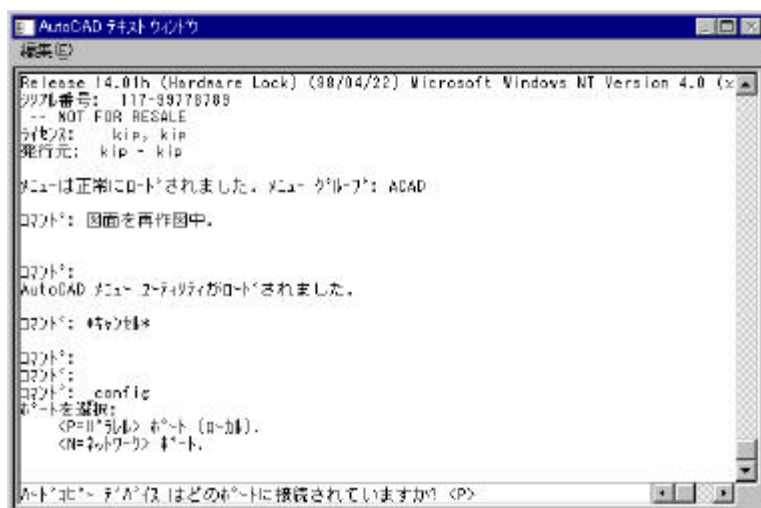 AutoCAD ﾃｷｽﾄ ｳｨﾝﾄﾞｳ
編集(E)
Release 14.01h (Hardware Lock) (98/04/22) Microsoft Windows NT Version 4.0 (x
ｼﾘｱﾙ番号: 117-99778789
-- NOT FOR RESALE
ﾗｲｾﾝｽ: kip, kip
発行元: kip - kip
ﾒﾆｭｰは正常にﾛｰﾄﾞされました. ﾒﾆｭｰ ｸﾞﾙｰﾌﾟ: ACAD
ｺﾏﾝﾄﾞ: 図面を再作図中.
ｺﾏﾝﾄﾞ:
AutoCAD ﾒﾆｭｰ ﾕｰﾃｨﾘﾃｨがﾛｰﾄﾞされました.
ｺﾏﾝﾄﾞ: *ｷｬﾝｾﾙ*
ｺﾏﾝﾄﾞ:
ｺﾏﾝﾄﾞ:
ｺﾏﾝﾄﾞ: _config
ﾎﾟｰﾄを選択:
<P=ﾊﾟﾗﾚﾙ> ﾎﾟｰﾄ (ﾛｰｶﾙ).
<N=ﾈｯﾄﾜｰｸ> ﾎﾟｰﾄ.
ﾊｰﾄﾞｺﾋﾟｰ ﾃﾞﾊﾞｲｽ はどのﾎﾟｰﾄに接続されていますか? <P>